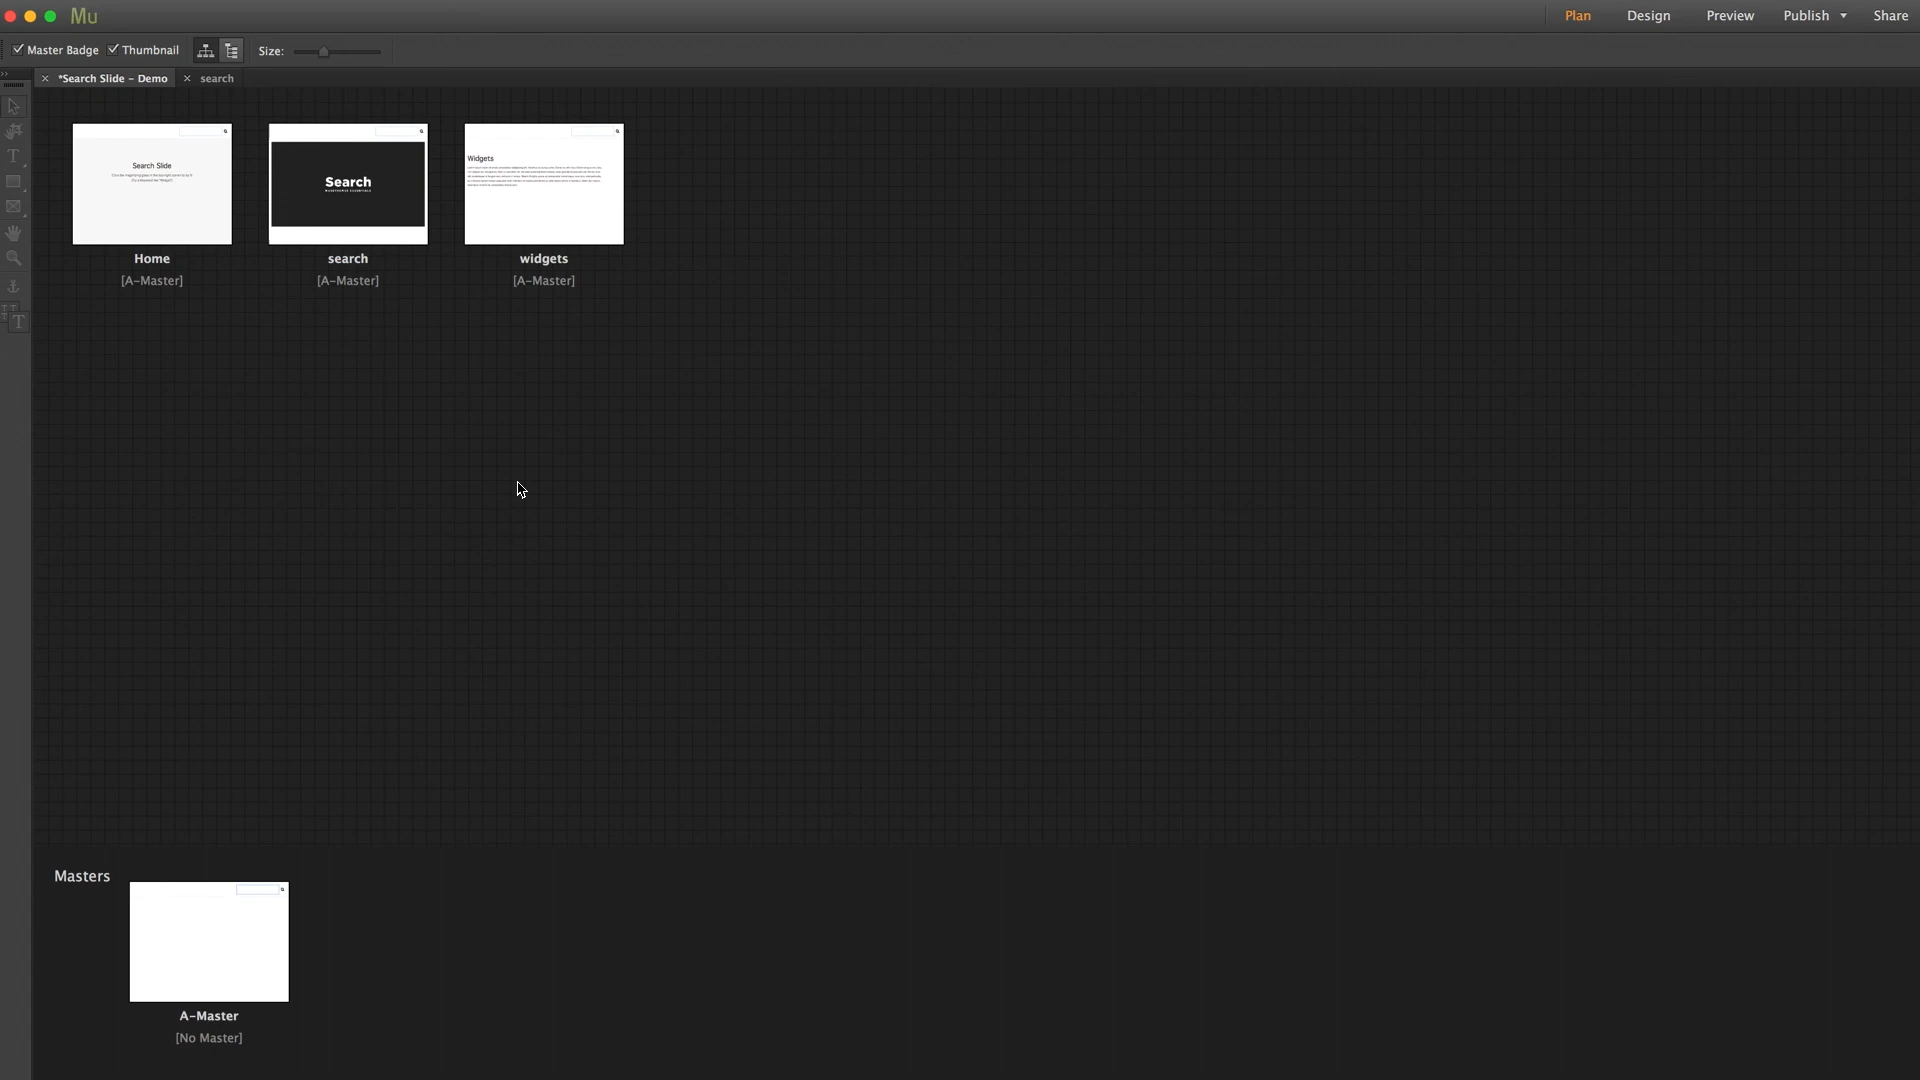 Mu
Plan
Design
Preview
Publish
Share
Master Badge
Thumbnail
Size:
*Search Slide - Demo
search
Search Slide
Search
Widgets
Home
search
widgets
[A-Master]
[A-Master]
[A-Master]
Masters
A-Master
[No Master]